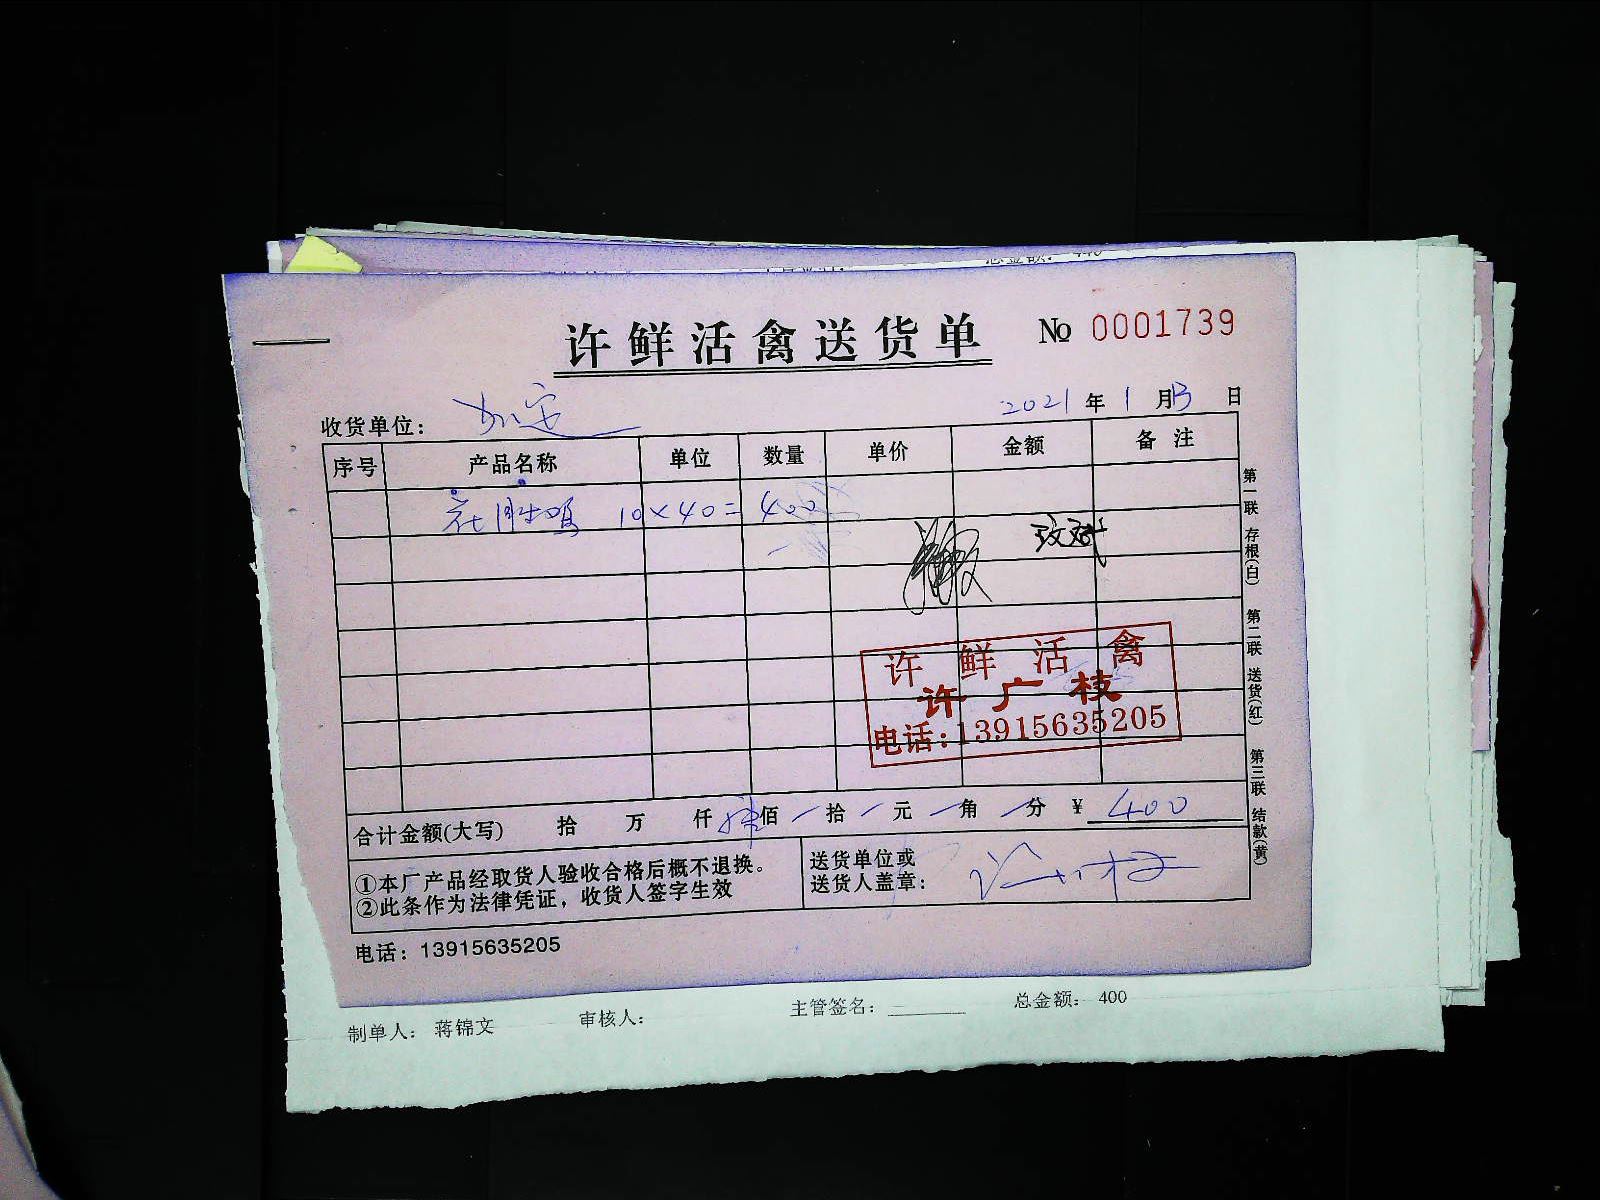 总金额: 440
许鲜活禽送货单 № 0001739
收货单位: 2021 年 1 月 13 日
序号 产品名称 单位 数量 单价 金额 备注
10×40=400
许鲜活禽
许广枝
电话:13915635205
合计金额(大写) 拾 万 仟 肆佰 拾 元 角 分 ¥ 400
①本厂产品经取货人验收合格后概不退换。
②此条作为法律凭证，收货人签字生效
送货单位或
送货人盖章:
电话: 13915635205
第一联 存根(白) 第二联 送货(红) 第三联 结款(黄)
制单人: 蒋锦文 审核人: 主管签名: 总金额: 400